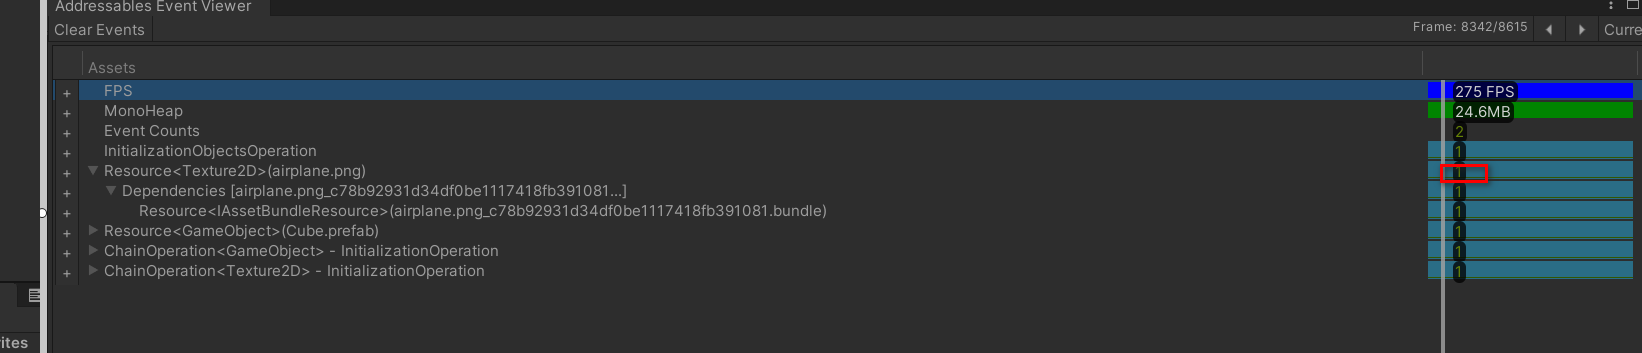 Addressables Event Viewer
Clear Events
Frame: 8342/8615
Curre
Assets
FPS 275 FPS
MonoHeap 24.6MB
Event Counts 2
InitializationObjectsOperation 1
Resource<Texture2D>(airplane.png) 1
Dependencies [airplane.png_c78b92931d34df0be1117418fb391081...] 1
Resource<IAssetBundleResource>(airplane.png_c78b92931d34df0be1117418fb391081.bundle) 1
Resource<GameObject>(Cube.prefab) 1
ChainOperation<GameObject> - InitializationOperation 1
ChainOperation<Texture2D> - InitializationOperation 1
rites